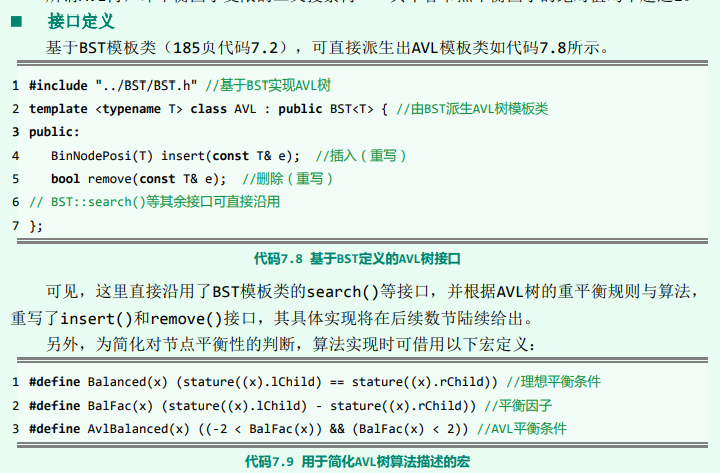 ■ 接口定义
基于BST模板类（185页代码7.2），可直接派生出AVL模板类如代码7.8所示。
1 #include "../BST/BST.h" //基于BST实现AVL树
2 template <typename T> class AVL : public BST<T> { //由BST派生AVL树模板类
3 public:
4 BinNodePosi(T) insert(const T& e); //插入（重写）
5 bool remove(const T& e); //删除（重写）
6 // BST::search()等其余接口可直接沿用
7 };
代码7.8 基于BST定义的AVL树接口
可见，这里直接沿用了BST模板类的search()等接口，并根据AVL树的重平衡规则与算法，
重写了insert()和remove()接口，其具体实现将在后续数节陆续给出。
另外，为简化对节点平衡性的判断，算法实现时可借用以下宏定义：
1 #define Balanced(x) (stature((x).lChild) == stature((x).rChild)) //理想平衡条件
2 #define BalFac(x) (stature((x).lChild) - stature((x).rChild)) //平衡因子
3 #define AvlBalanced(x) ((-2 < BalFac(x)) && (BalFac(x) < 2)) //AVL平衡条件
代码7.9 用于简化AVL树算法描述的宏